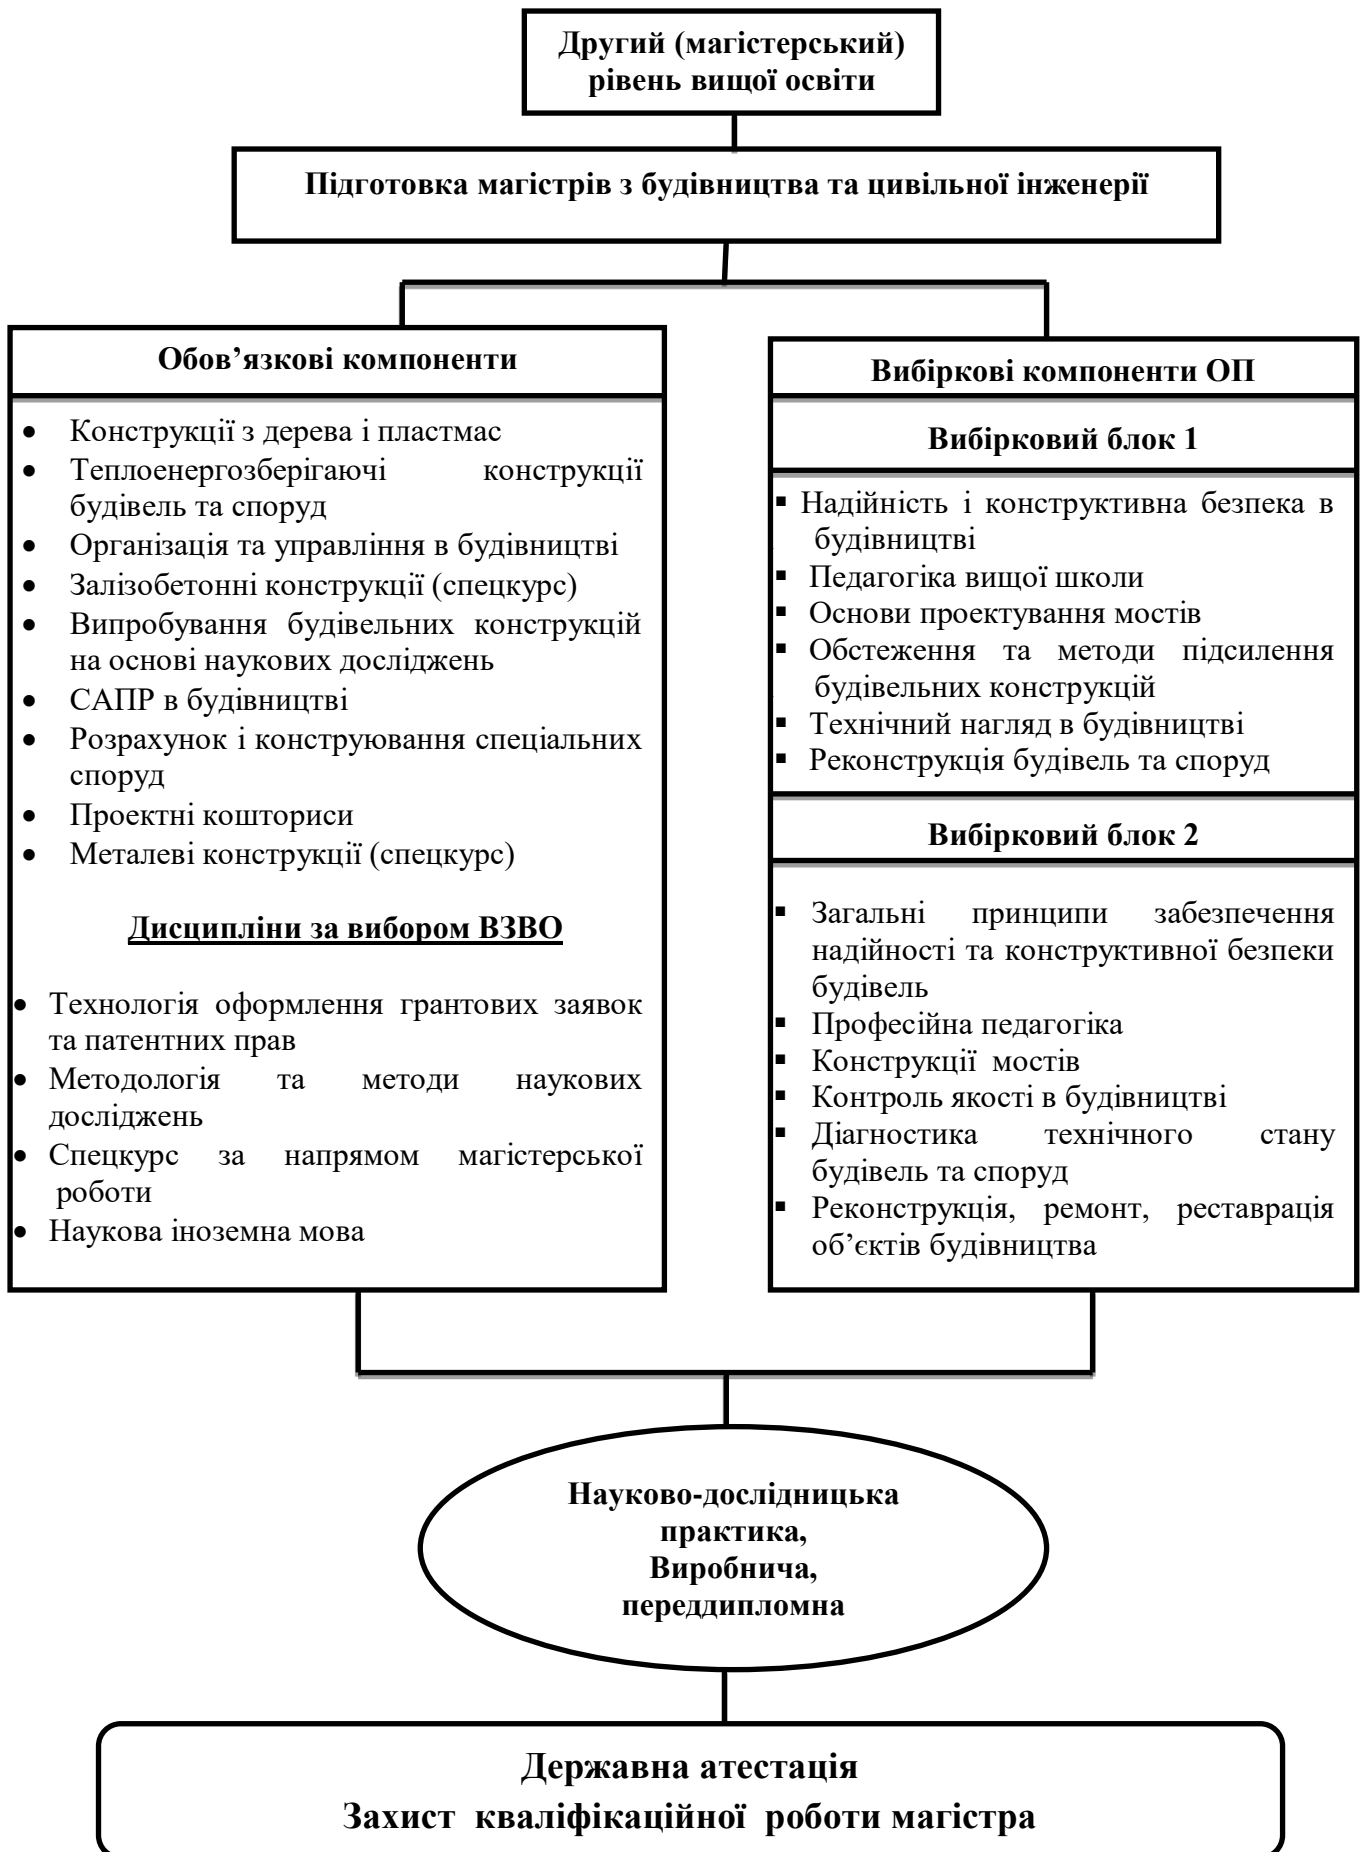 Другий (магістерський)
рівень вищої освіти
Підготовка магістрів з будівництва та цивільної інженерії
Обов’язкові компоненти
• Конструкції з дерева і пластмас
• Теплоенергозберігаючі конструкції
будівель та споруд
• Організація та управління в будівництві
• Залізобетонні конструкції (спецкурс)
• Випробування будівельних конструкцій
на основі наукових досліджень
• САПР в будівництві
• Розрахунок і конструювання спеціальних
споруд
• Проектні кошториси
• Металеві конструкції (спецкурс)
Дисципліни за вибором ВЗВО
• Технологія оформлення грантових заявок
та патентних прав
• Методологія та методи наукових
досліджень
• Спецкурс за напрямом магістерської
роботи
• Наукова іноземна мова
Вибіркові компоненти ОП
Вибірковий блок 1
▪ Надійність і конструктивна безпека в
будівництві
▪ Педагогіка вищої школи
▪ Основи проектування мостів
▪ Обстеження та методи підсилення
будівельних конструкцій
▪ Технічний нагляд в будівництві
▪ Реконструкція будівель та споруд
Вибірковий блок 2
▪ Загальні принципи забезпечення
надійності та конструктивної безпеки
будівель
▪ Професійна педагогіка
▪ Конструкції мостів
▪ Контроль якості в будівництві
▪ Діагностика технічного стану
будівель та споруд
▪ Реконструкція, ремонт, реставрація
об’єктів будівництва
Науково-дослідницька
практика,
Виробнича,
переддипломна
Державна атестація
Захист кваліфікаційної роботи магістра